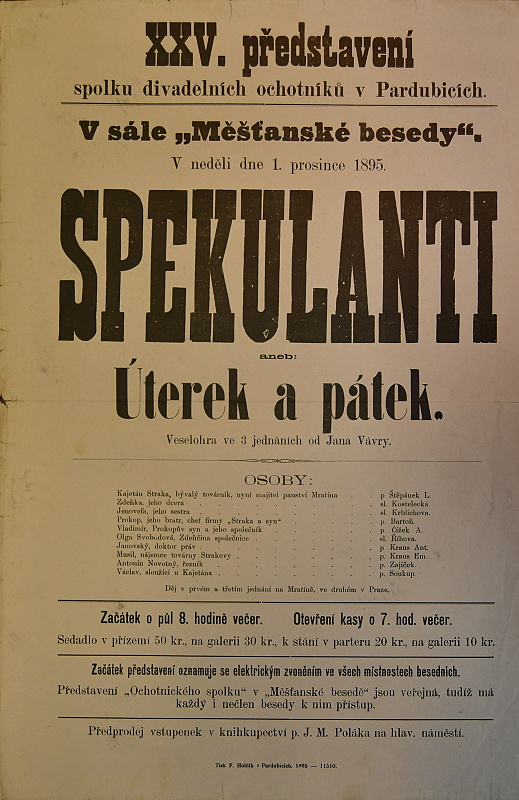 XXV. představení
spolku divadelních ochotníků v Pardubicích.
V sále „Měšťanské besedy“.
V neděli dne 1. prosince 1895.
SPEKULANTI
aneb:
Úterek a pátek.
Veselohra ve 3 jednáních od Jana Vávry.
OSOBY:
Kajetán Straka, bývalý továrník, nyní majitel panství Mratína . . p Štěpánek L.
Zdeňka, jeho dcera . . . . . . . . sl. Kostelecká
Jenovefa, jeho sestra . . . . . . . . sl. Krblichova.
Prokop, jeho bratr, chef firmy „Straka a syn“ . . . . . p. Bartoň.
Vladimír, Prokopův syn a jeho společník . . . . . . p. Čížek A.
Olga Svobodová, Zdeňčina společnice . . . . . . sl. Říhova.
Janovský, doktor práv . . . . . . . . p Kraus Ant.
Musil, nájemce továrny Strakovy . . . . . . . p. Kraus Em.
Antonín Novotný, řezník . . . . . . . . p. Zajíček.
Václav, sloužící u Kajetána . . . . . . . . p. Soukup.
Děj v prvém a třetím jednání na Mratíně, ve druhém v Praze.
Začátek o půl 8. hodině večer. Otevření kasy o 7. hod. večer.
Sedadlo v přízemí 50 kr., na galerii 30 kr., k stání v parteru 20 kr., na galerii 10 kr.
Začátek představení oznamuje se elektrickým zvoněním ve všech místnostech besedních.
Představení „Ochotnického spolku“ v „Měšťanské besedě“ jsou veřejná, tudíž má
každý i nečlen besedy k nim přístup.
Předprodej vstupenek v knihkupectví p. J. M. Poláka na hlav. náměstí.
Tisk F. Hoblík v Pardubicích. 1895 — 11510.